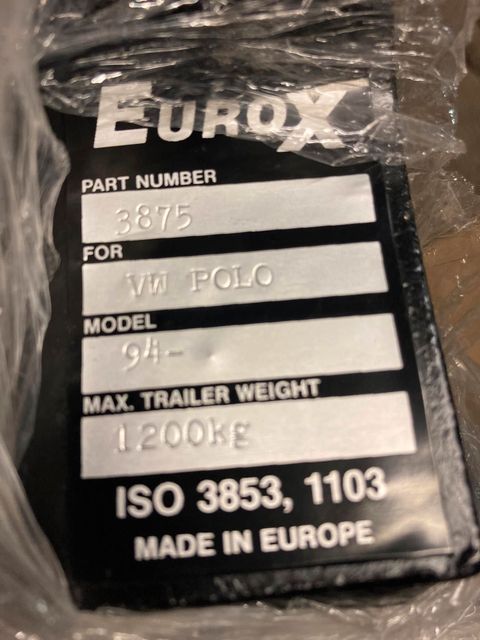 EUROX
PART NUMBER
3875
FOR
VW POLO
MODEL
94-
MAX. TRAILER WEIGHT
1200kg
ISO 3853, 1103
MADE IN EUROPE